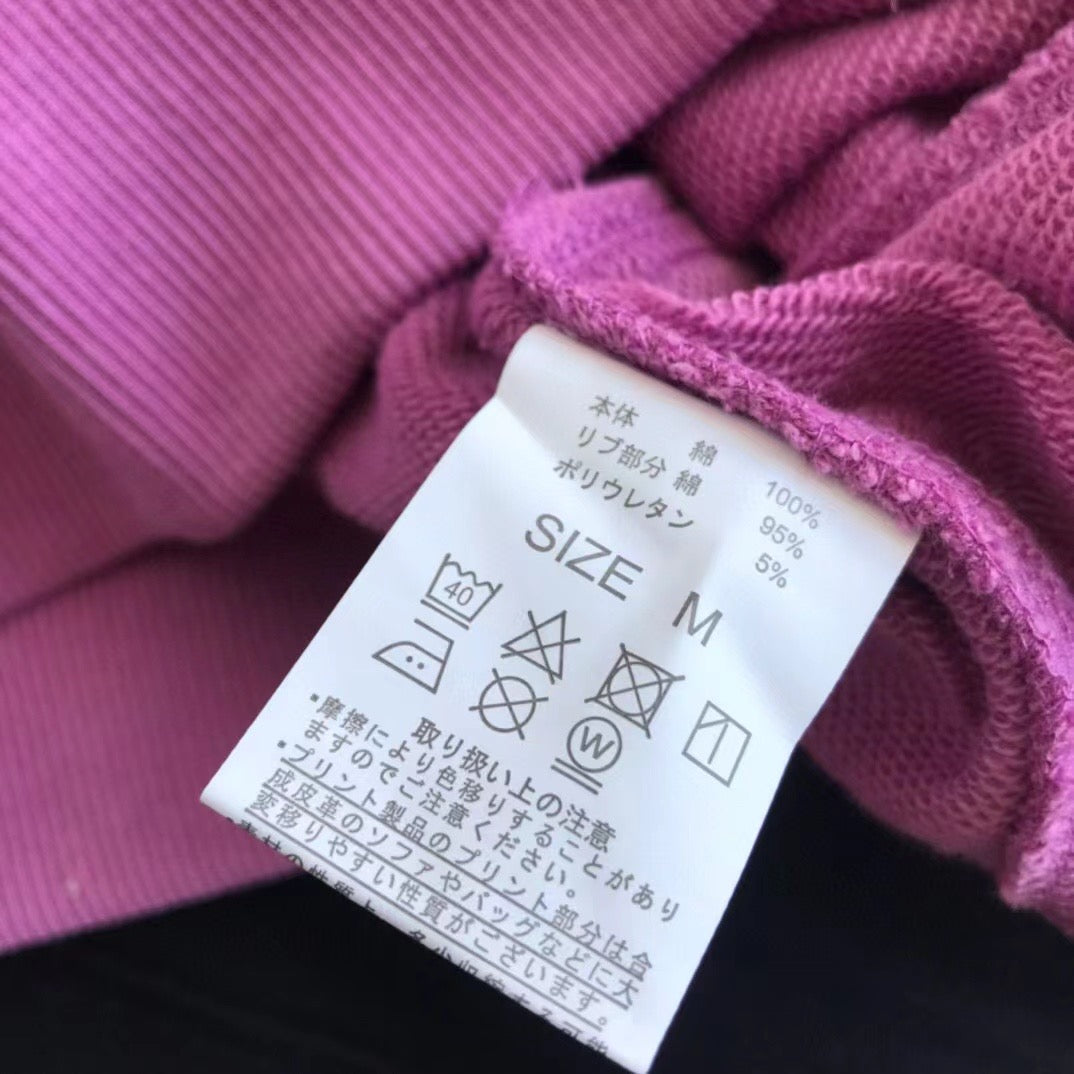 本体 綿 100%
リブ部分 綿 95%
ポリウレタン 5%
SIZE M
40
W
取り扱い上の注意
*摩擦により色移りすることがあり
ますのでご注意ください。
*プリント製品のプリント部分は合
成皮革のソファやバッグなどに大
変移りやすい性質がございます。